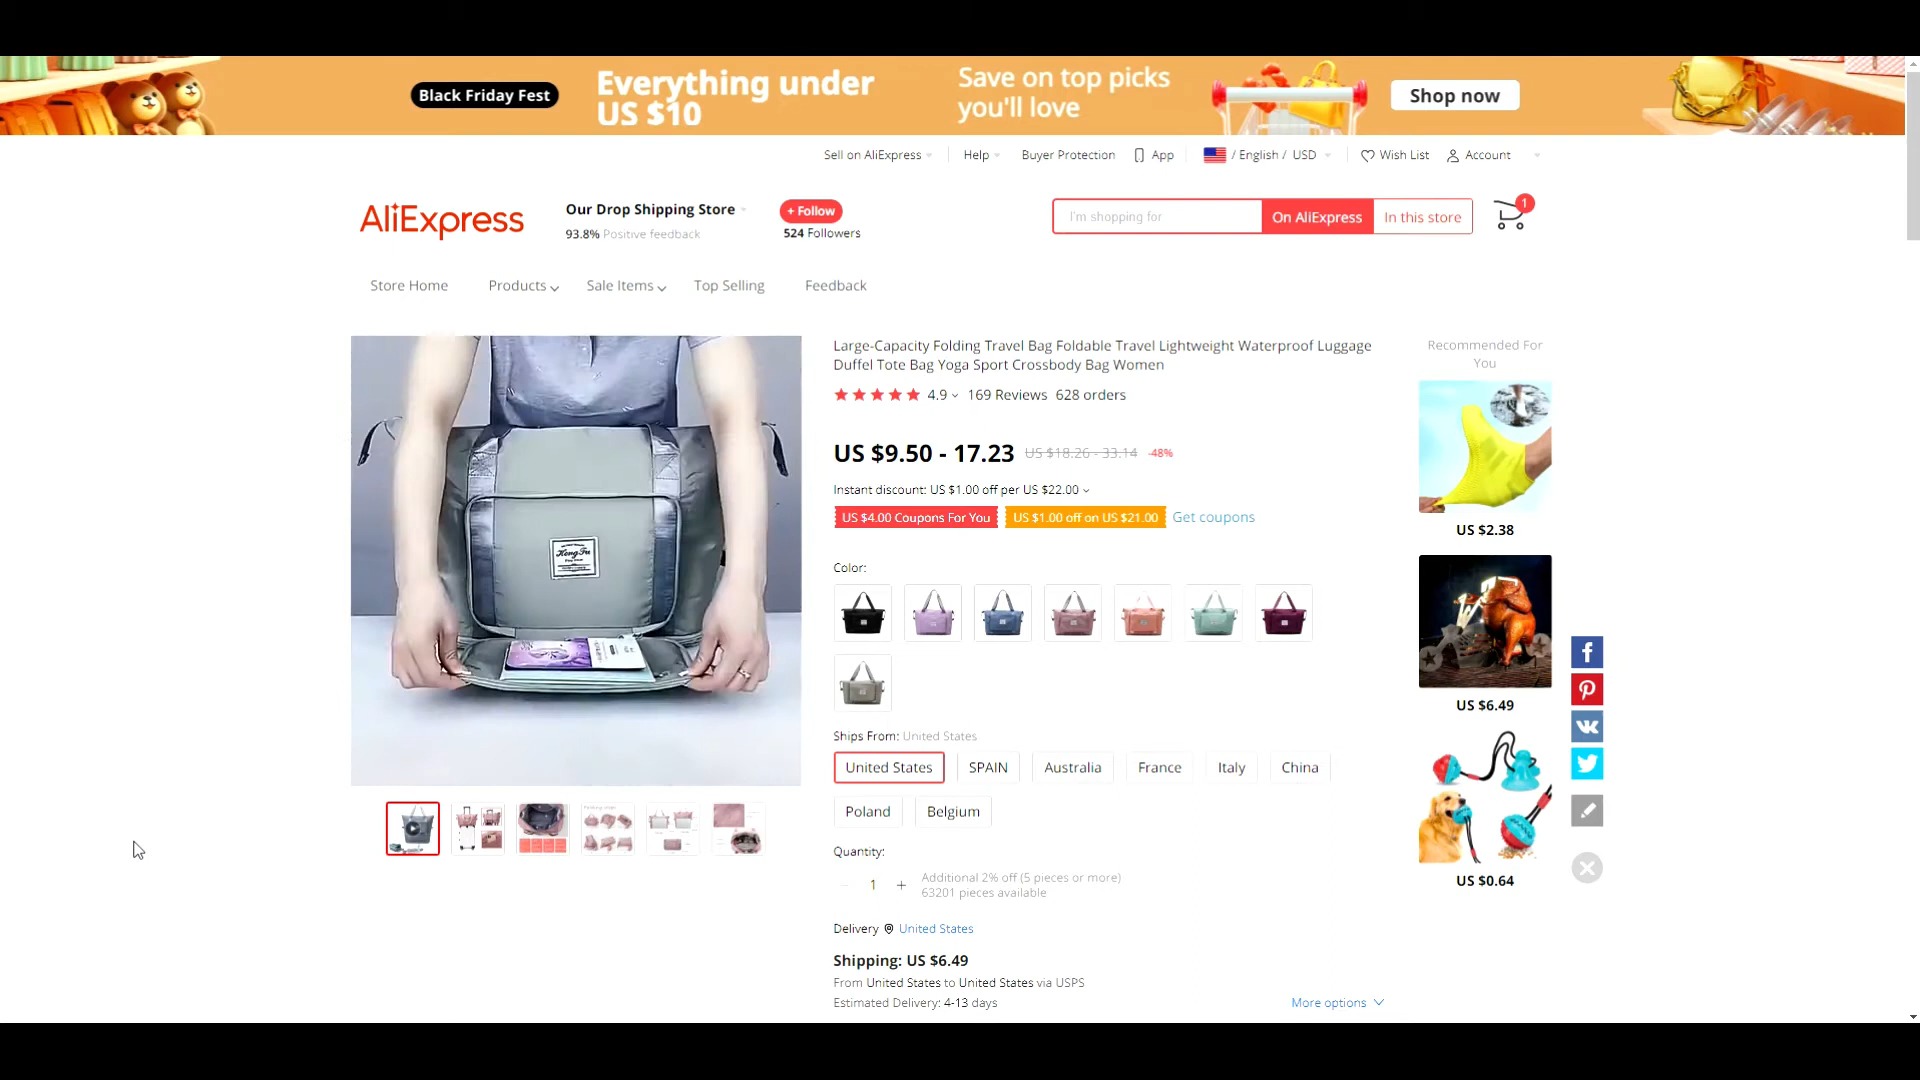 Black Friday Fest
Everything under
US $10
Save on top picks
you'll love
Shop now
Sell on AliExpress
Help
Buyer Protection
App
/ English / USD
Wish List
Account
AliExpress
Our Drop Shipping Store
93.8% Positive feedback
+ Follow
524 Followers
I'm shopping for
On AliExpress
In this store
1
Store Home
Products
Sale Items
Top Selling
Feedback
Large-Capacity Folding Travel Bag Foldable Travel Lightweight Waterproof Luggage
Duffel Tote Bag Yoga Sport Crossbody Bag Women
4.9
169 Reviews
628 orders
US $9.50 - 17.23
US $18.26 - 33.14
-48%
Instant discount: US $1.00 off per US $22.00
US $4.00 Coupons For You
US $1.00 off on US $21.00
Get coupons
Color:
Ships From: United States
United States
SPAIN
Australia
France
Italy
China
Poland
Belgium
Quantity:
1
Additional 2% off (5 pieces or more)
63201 pieces available
Delivery
United States
Shipping: US $6.49
From United States to United States via USPS
Estimated Delivery: 4-13 days
More options
Recommended For
You
US $2.38
US $6.49
US $0.64